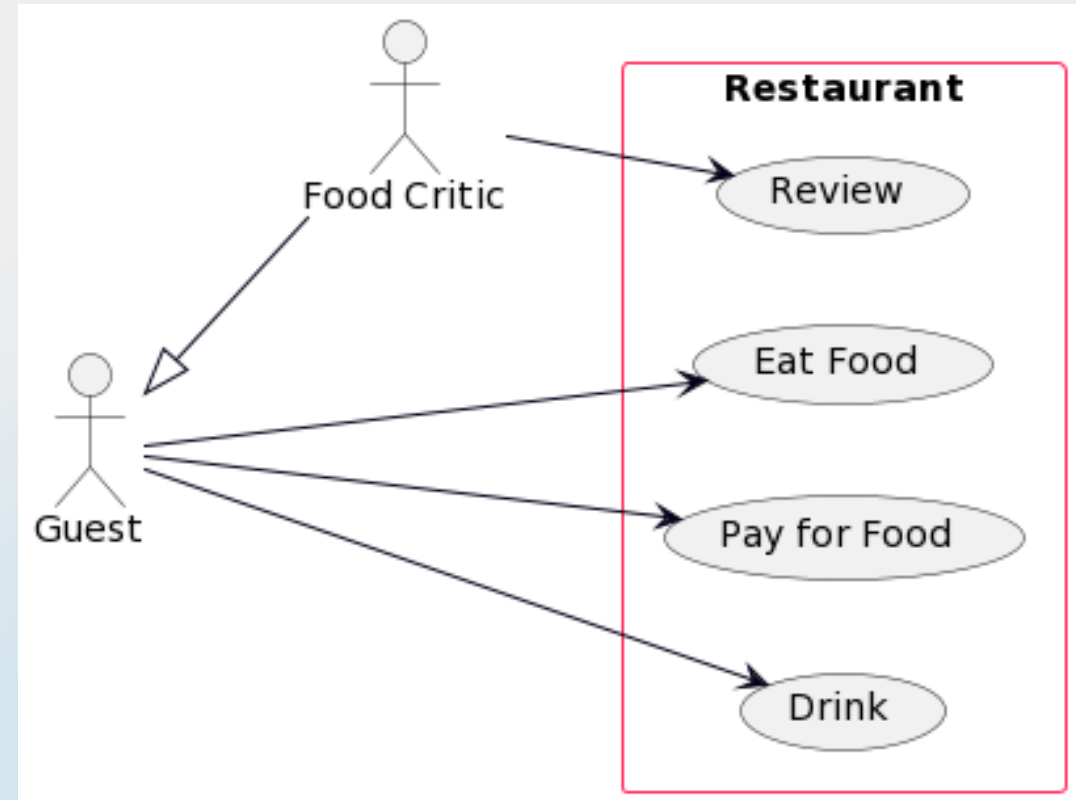 Restaurant
Food Critic
Review
Eat Food
Guest
Pay for Food
Drink